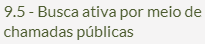 9.5 - Busca ativa por meio de
chamadas públicas